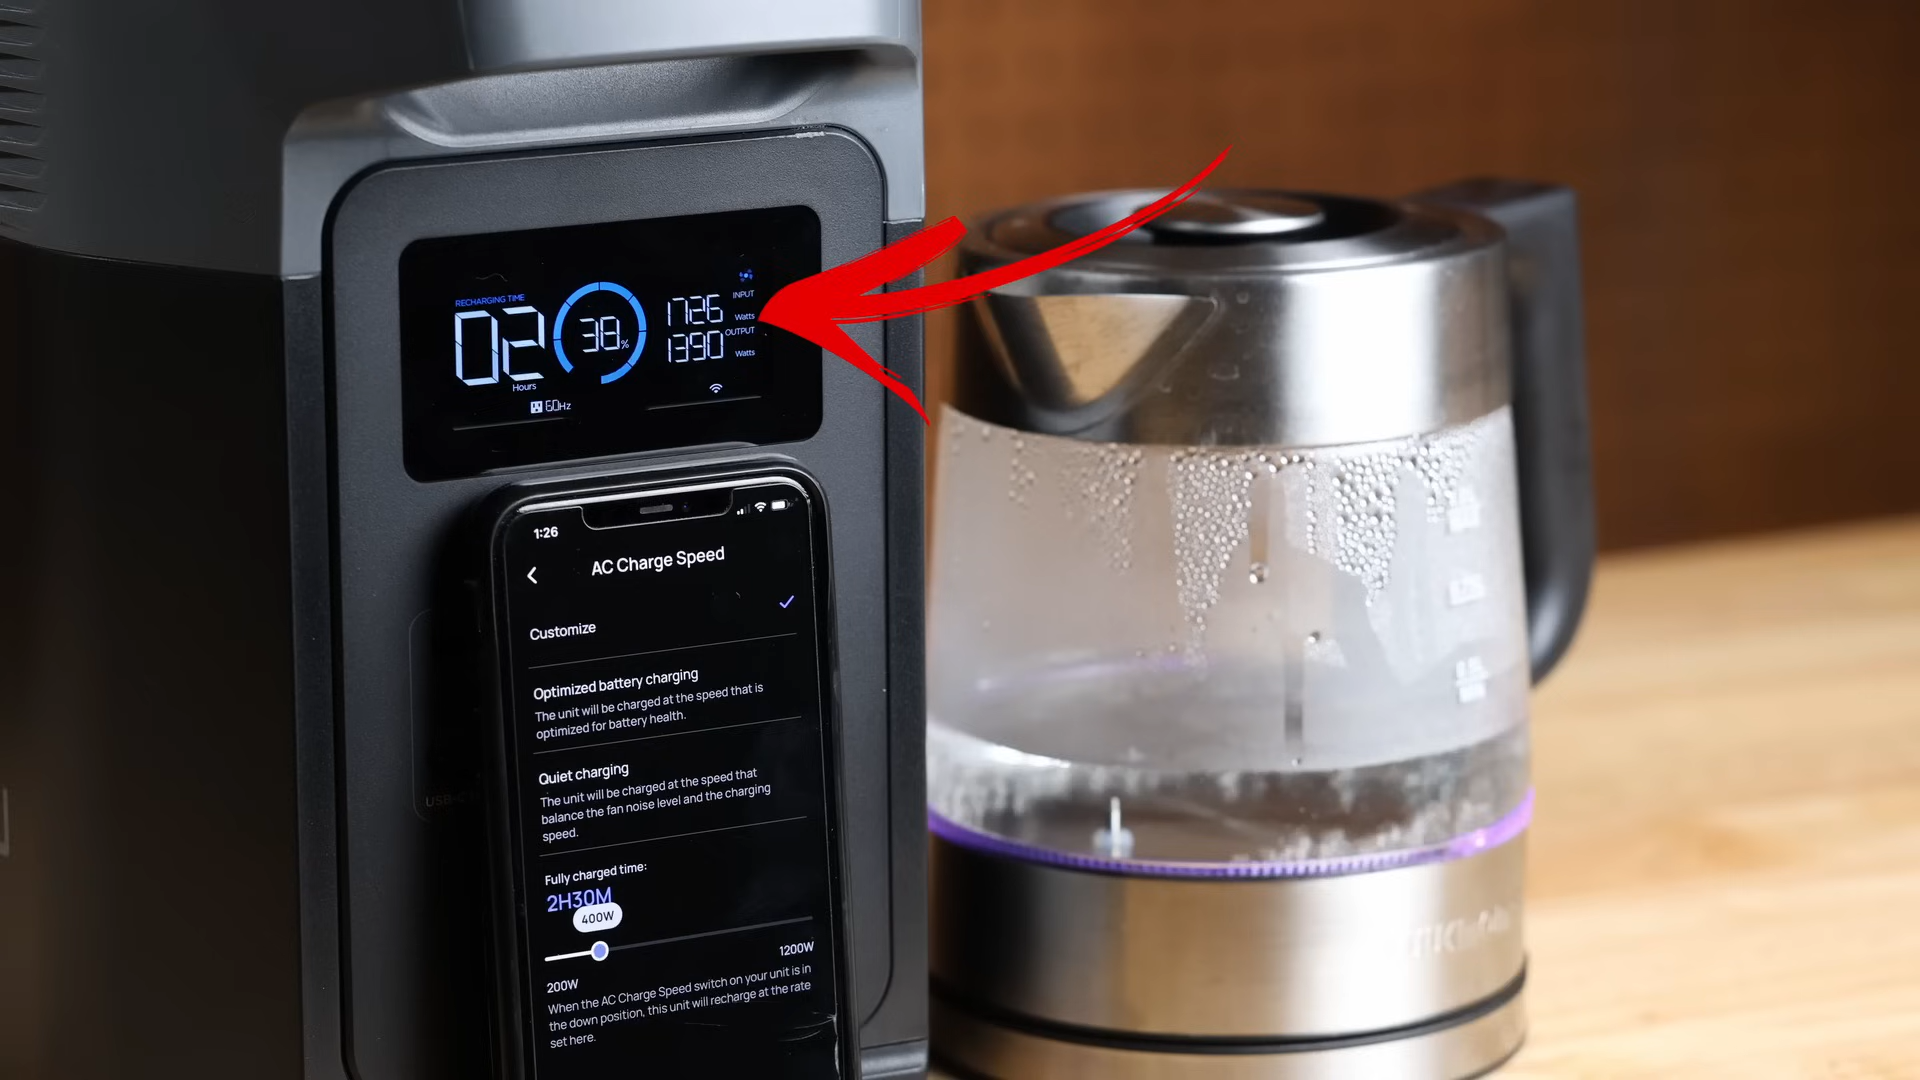 RECHARGING TIME
02
Hours
38%
1726
INPUT
Watts
1390
OUTPUT
Watts
60Hz
1:26
AC Charge Speed
Customize
Optimized battery charging
The unit will be charged at the speed that is
optimized for battery health.
Quiet charging
The unit will be charged at the speed that
balance the fan noise level and the charging
speed.
Fully charged time:
2H30M
400W
1200W
200W
When the AC Charge Speed switch on your unit is in
the down position, this unit will recharge at the rate
set here.